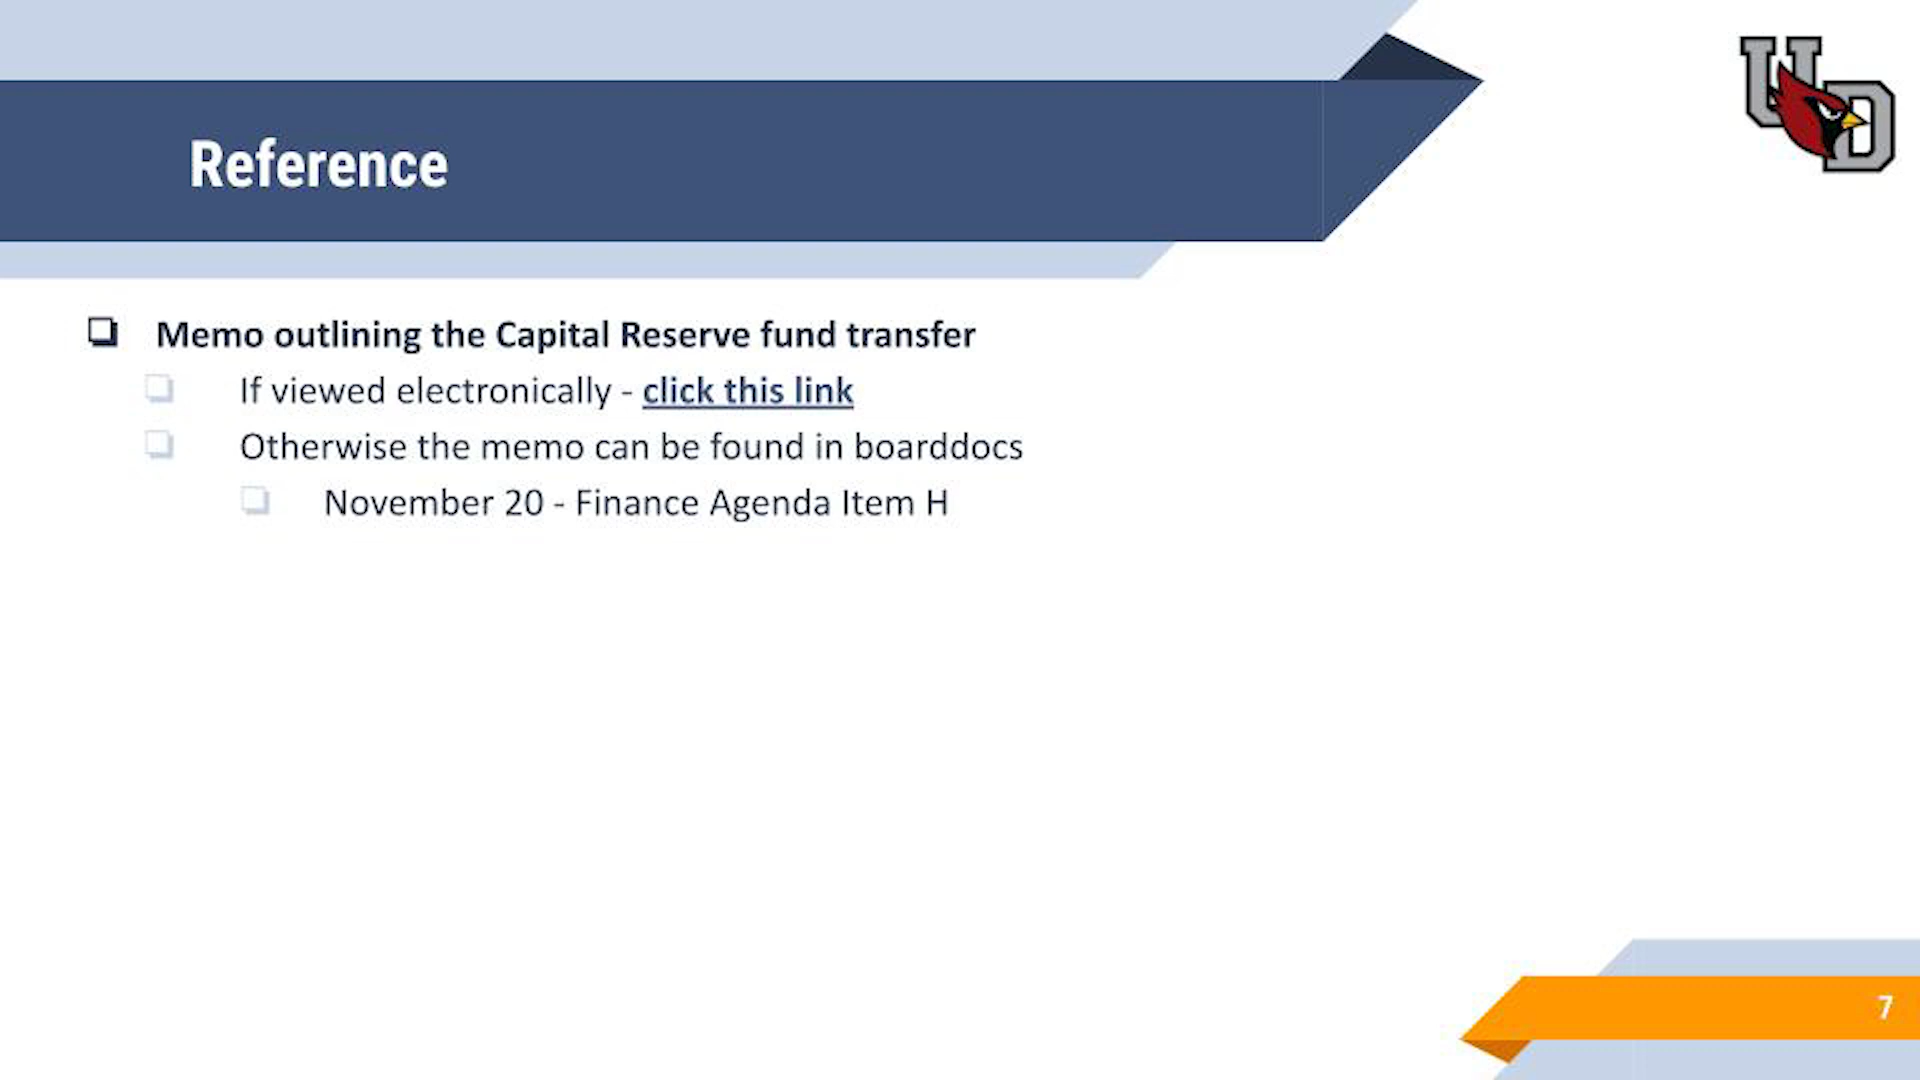 UD
Reference
Memo outlining the Capital Reserve fund transfer
If viewed electronically - click this link
Otherwise the memo can be found in boarddocs
November 20 - Finance Agenda Item H
7